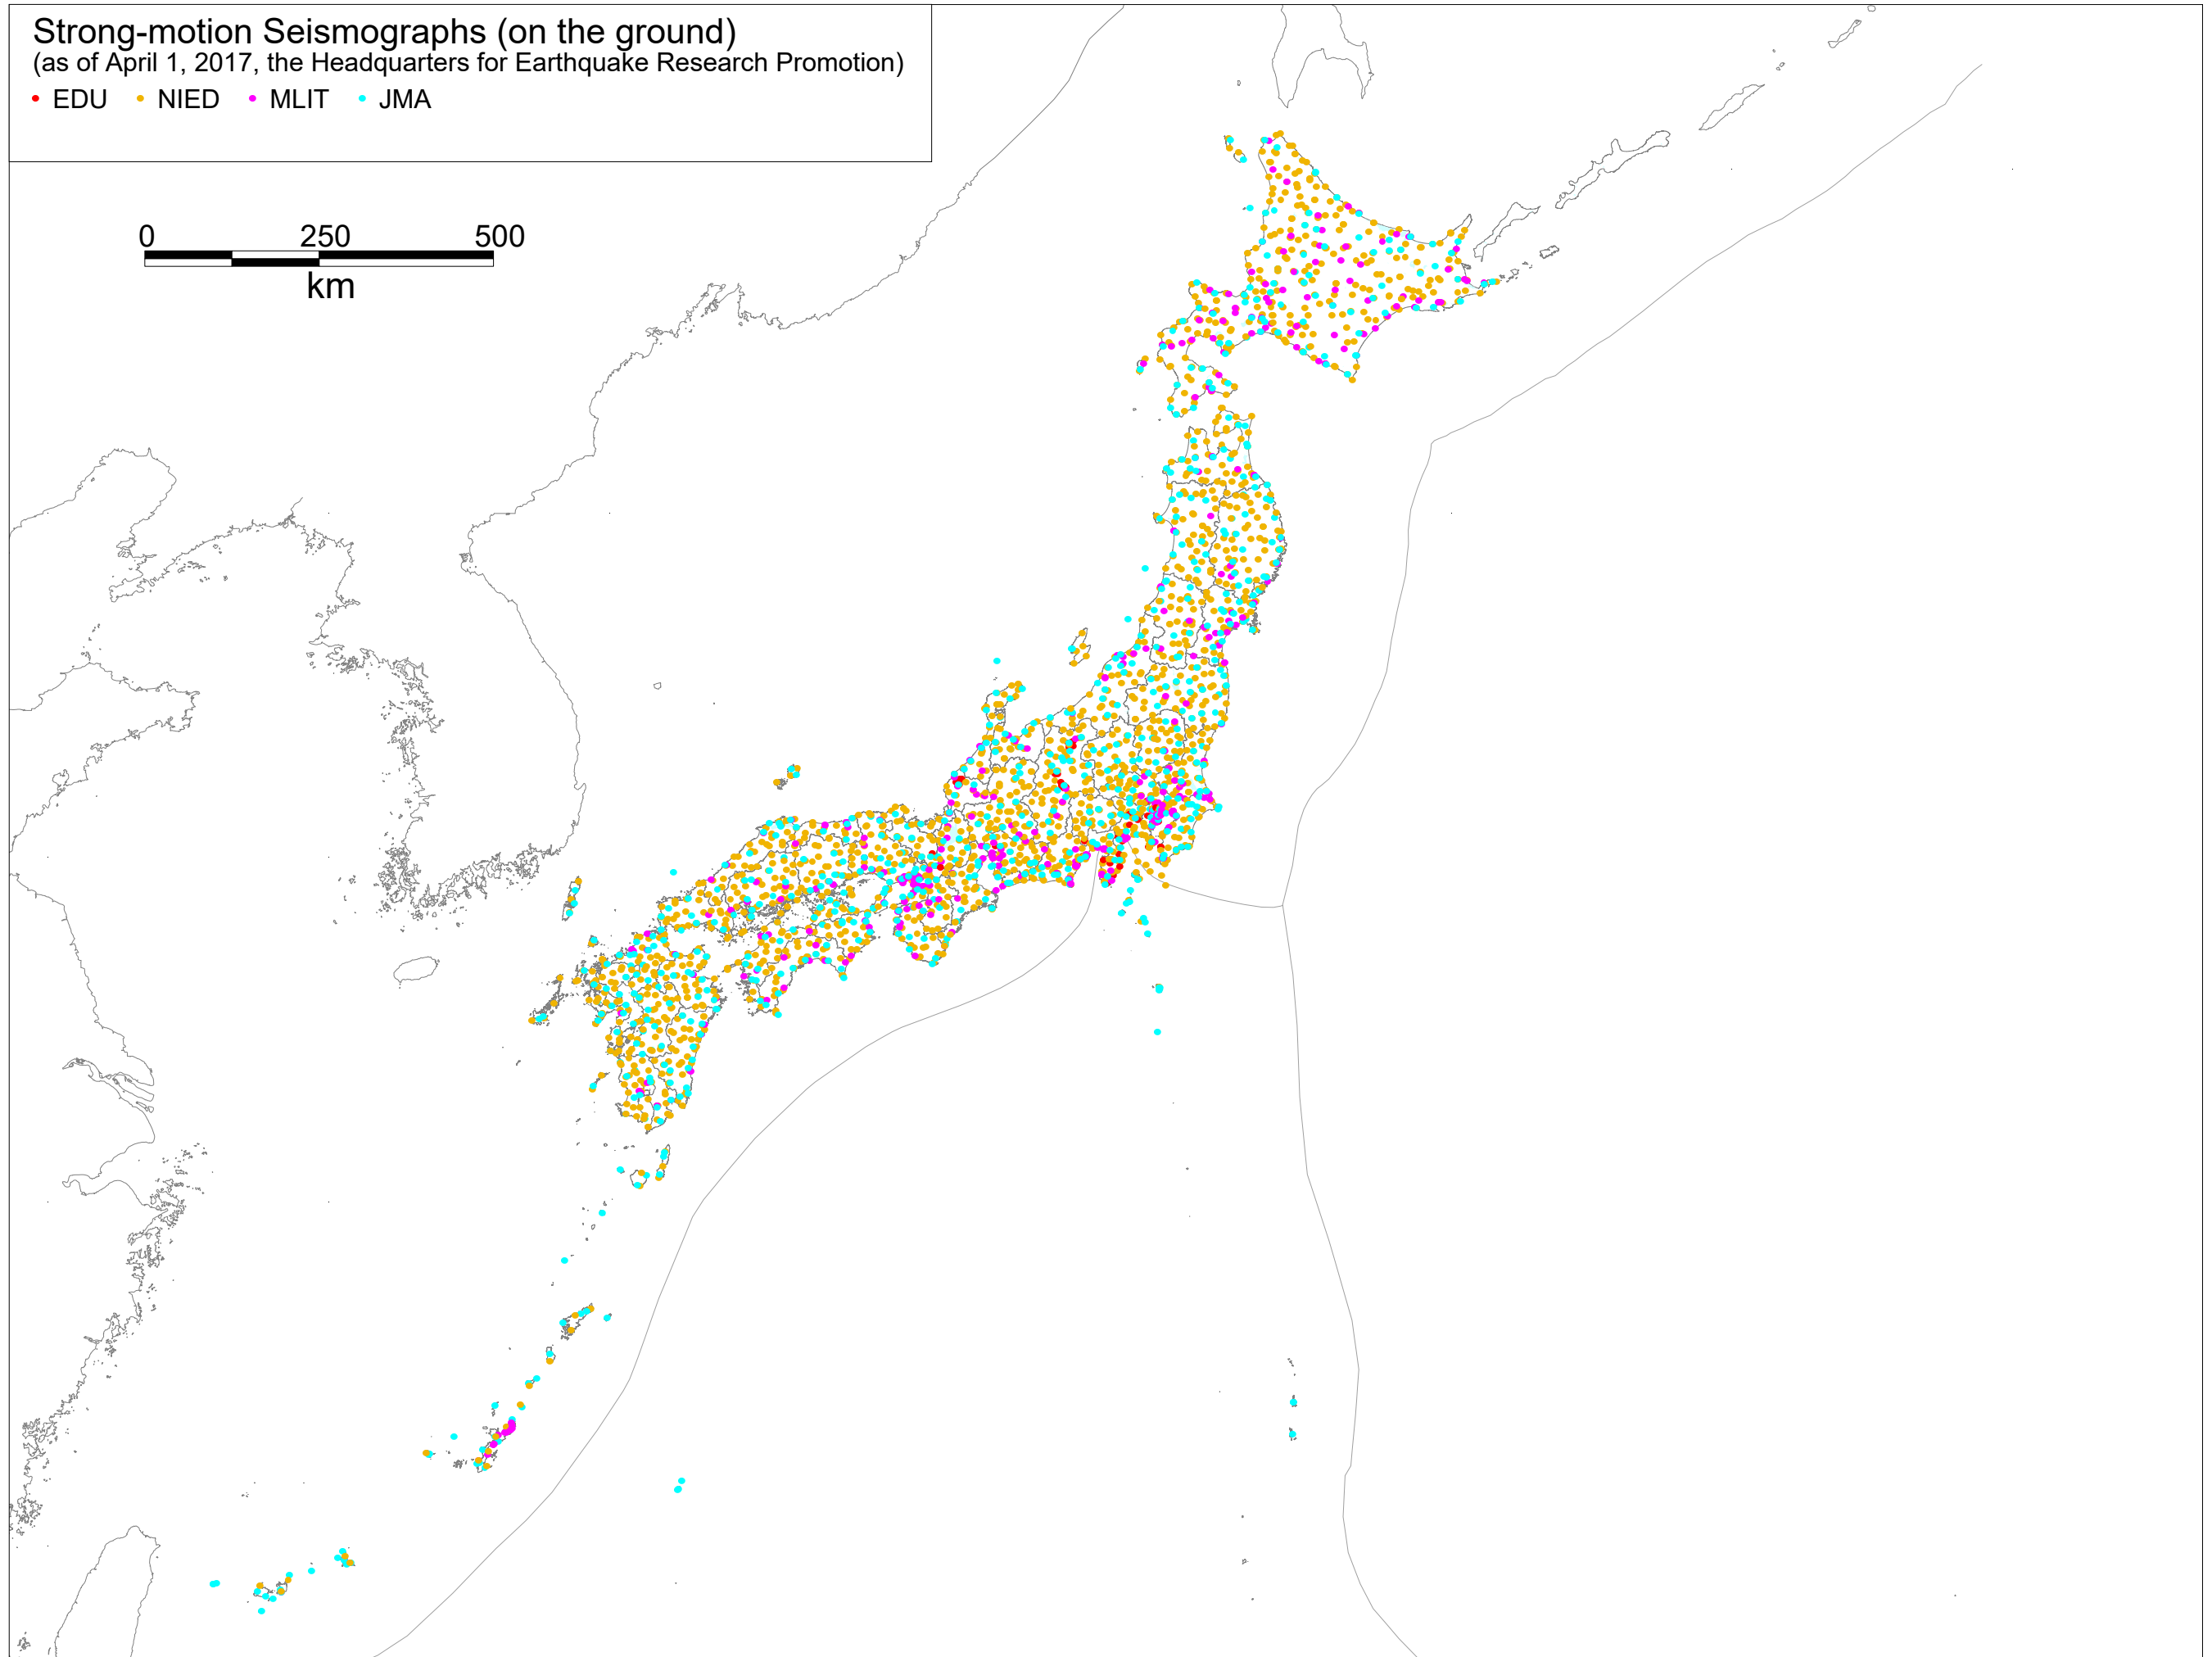 Strong-motion Seismographs (on the ground)
(as of April 1, 2017, the Headquarters for Earthquake Research Promotion)
EDU NIED MLIT JMA
0 250 500
km